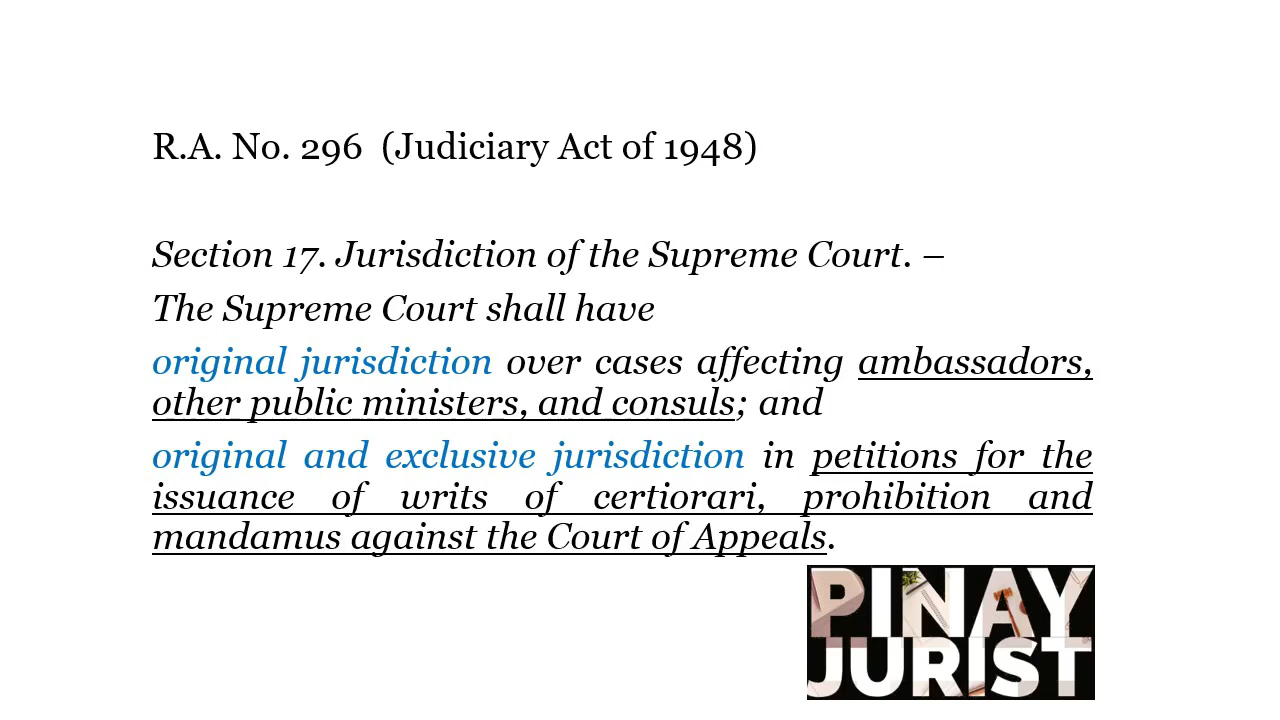 R.A. No. 296 (Judiciary Act of 1948)
Section 17. Jurisdiction of the Supreme Court. –
The Supreme Court shall have
original jurisdiction over cases affecting ambassadors,
other public ministers, and consuls; and
original and exclusive jurisdiction in petitions for the
issuance of writs of certiorari, prohibition and
mandamus against the Court of Appeals.
PINAY
JURIST